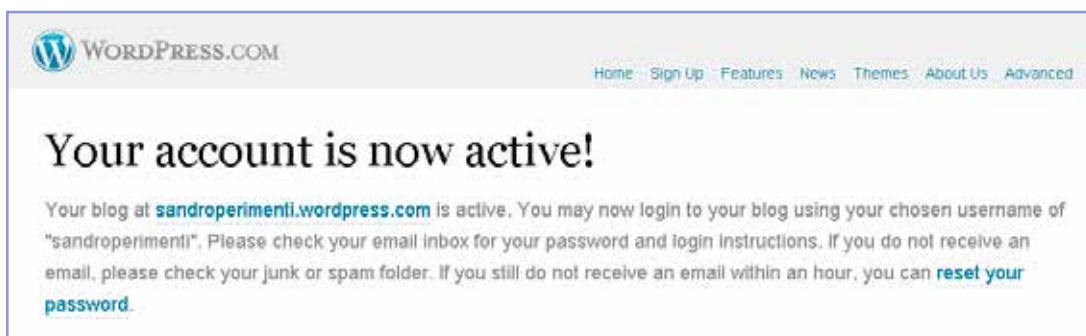 WORDPRESS.COM
Home Sign Up Features News Themes About Us Advanced
Your account is now active!
Your blog at sandroperimenti.wordpress.com is active. You may now login to your blog using your chosen username of
"sandroperimenti". Please check your email inbox for your password and login instructions. If you do not receive an
email, please check your junk or spam folder. If you still do not receive an email within an hour, you can reset your
password.